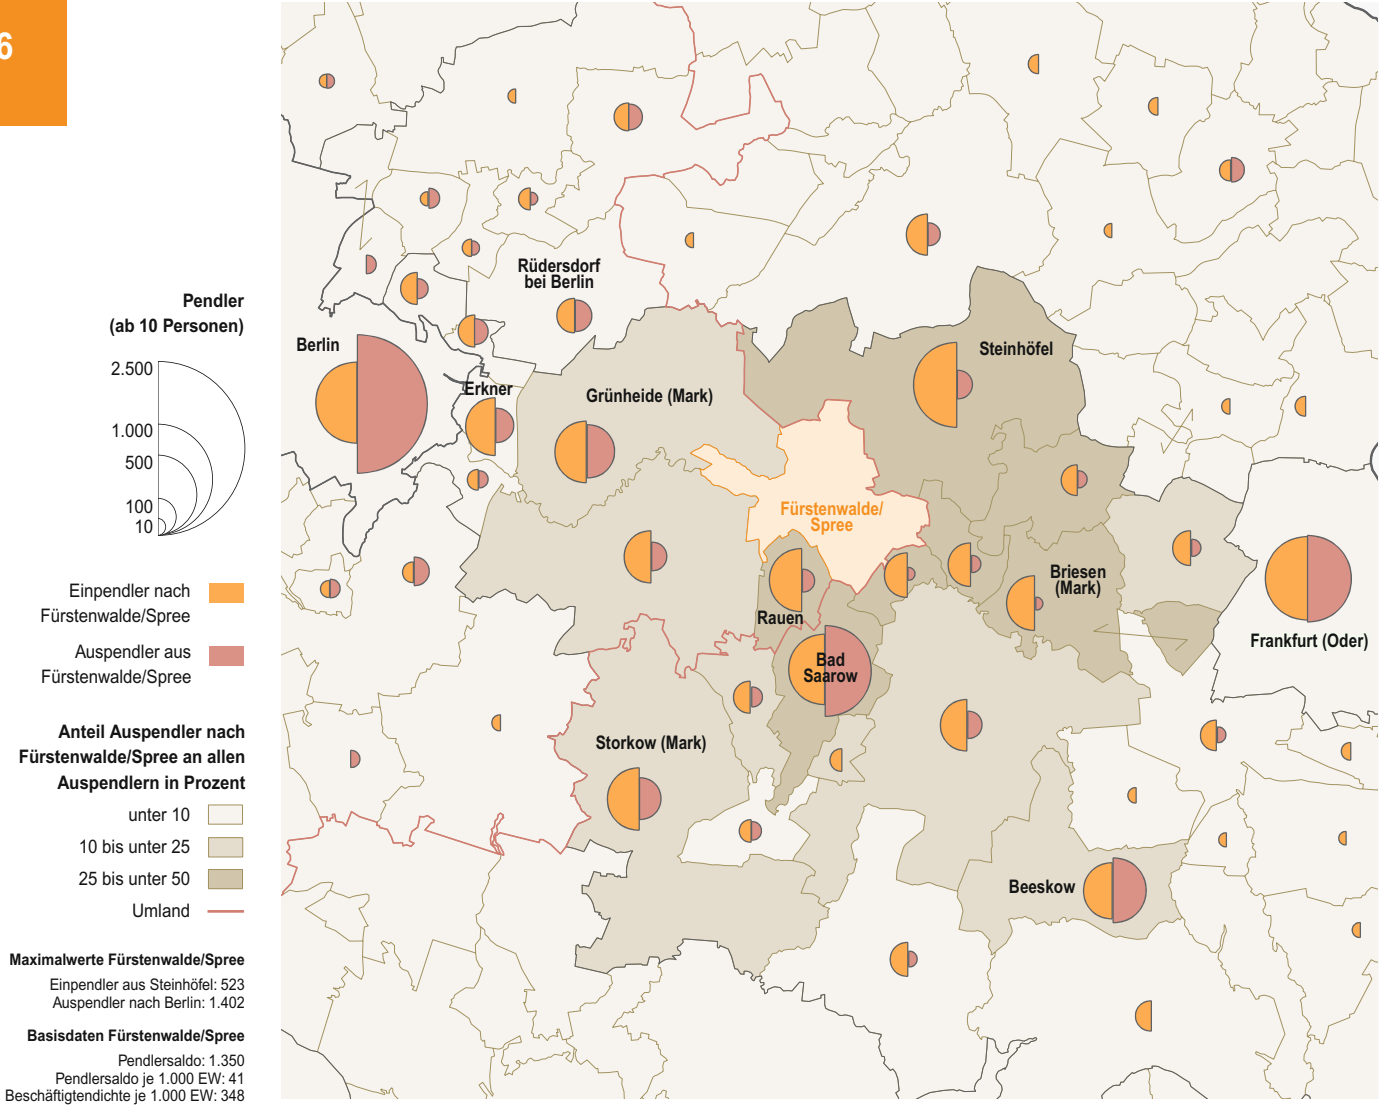 6
Pendler
(ab 10 Personen)
2.500
1.000
500
100
10
Einpendler nach
Fürstenwalde/Spree
Auspendler aus
Fürstenwalde/Spree
Anteil Auspendler nach
Fürstenwalde/Spree an allen
Auspendlern in Prozent
unter 10
10 bis unter 25
25 bis unter 50
Umland
Maximalwerte Fürstenwalde/Spree
Einpendler aus Steinhöfel: 523
Auspendler nach Berlin: 1.402
Basisdaten Fürstenwalde/Spree
Pendlersaldo: 1.350
Pendlersaldo je 1.000 EW: 41
Beschäftigtendichte je 1.000 EW: 348
Rüdersdorf
bei Berlin
Berlin
Steinhöfel
Erkner
Grünheide (Mark)
Fürstenwalde/
Spree
Briesen
(Mark)
Rauen
Frankfurt (Oder)
Bad
Saarow
Storkow (Mark)
Beeskow